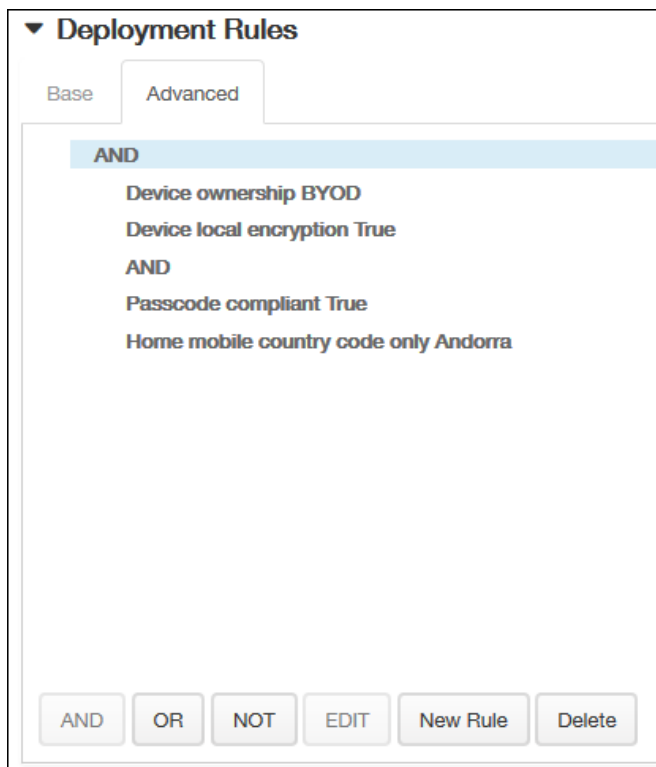 Deployment Rules
Base Advanced
AND
Device ownership BYOD
Device local encryption True
AND
Passcode compliant True
Home mobile country code only Andorra
AND OR NOT EDIT New Rule Delete